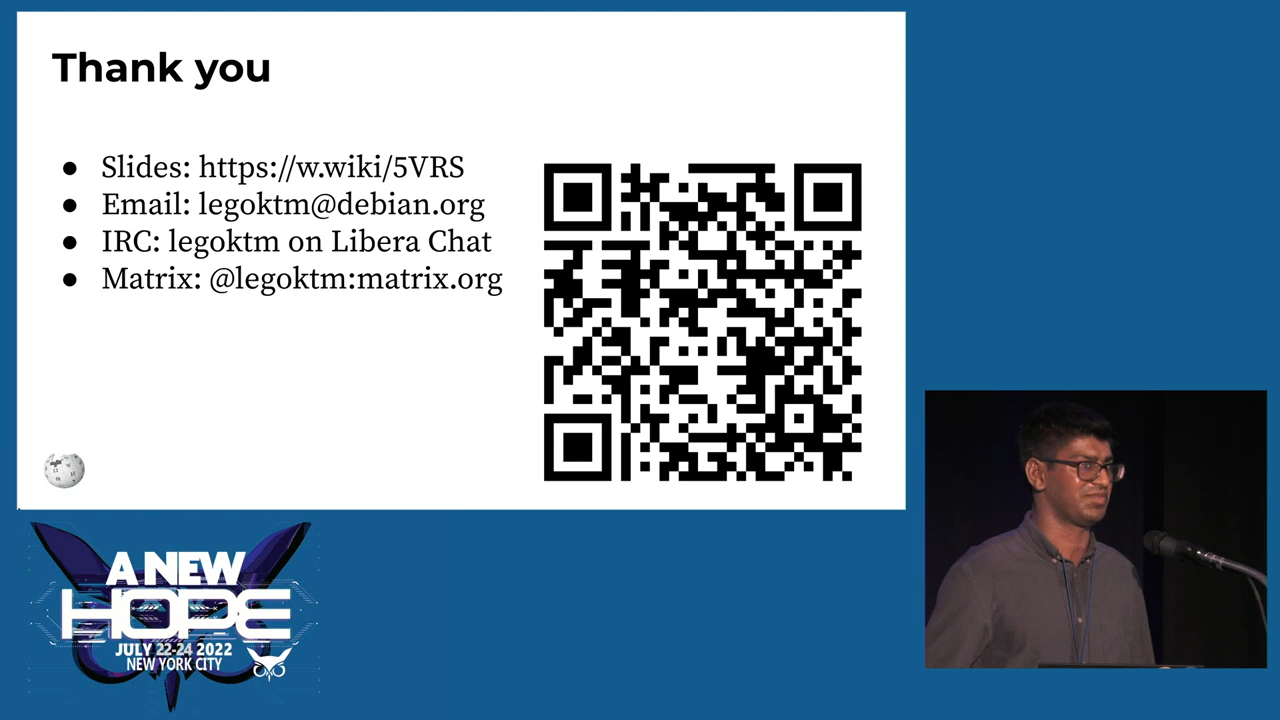 Thank you
● Slides: https://w.wiki/5VRS
● Email: legoktm@debian.org
● IRC: legoktm on Libera Chat
● Matrix: @legoktm:matrix.org
A NEW
HOPE
JULY 22-24 2022
NEW YORK CITY